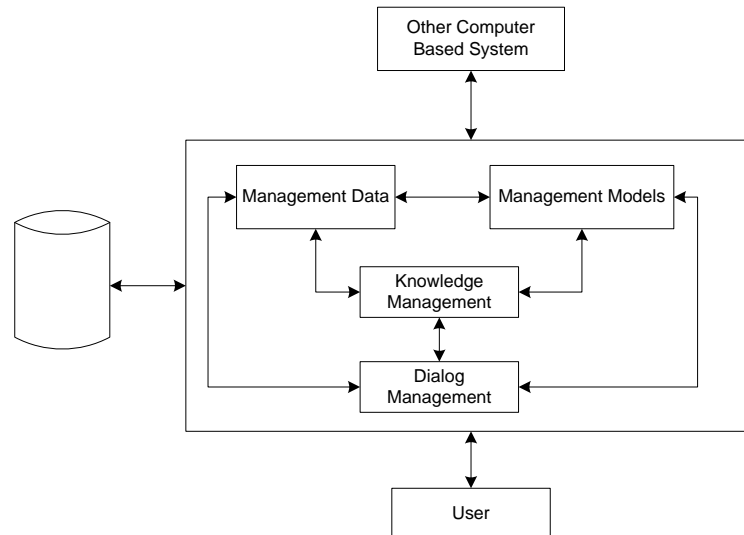 Other Computer
Based System
Management Data
Management Models
Knowledge
Management
Dialog
Management
User